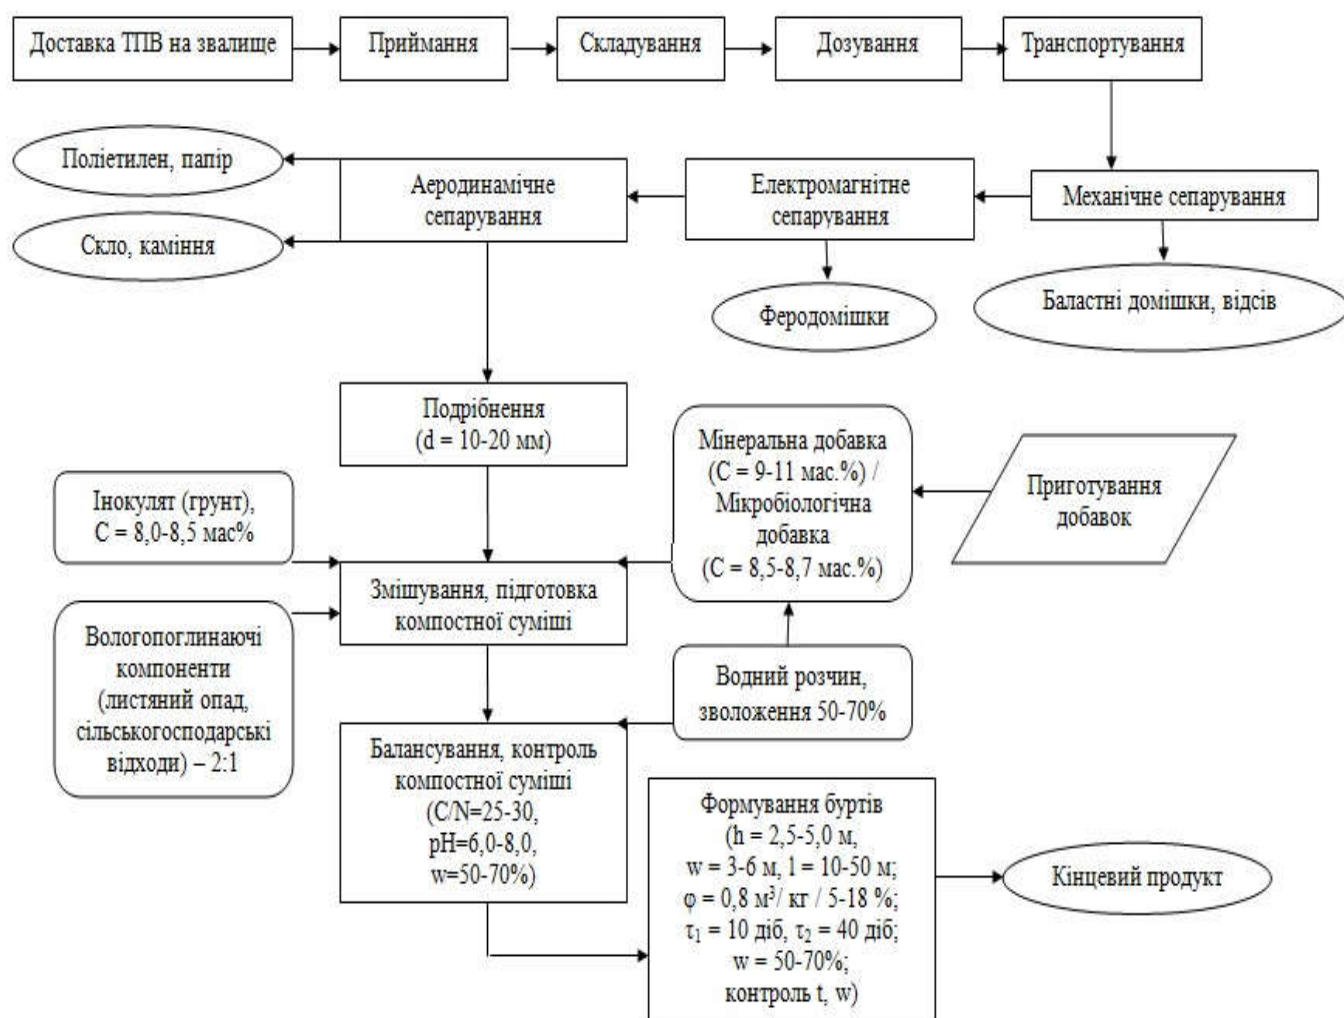 Доставка ТПВ на звалище
Приймання
Складування
Дозування
Транспортування
Поліетилен, папір
Скло, каміння
Аеродинамічне
сепарування
Електромагнітне
сепарування
Механічне сепарування
Феродомішки
Баластні домішки, відсів
Подрібнення
(d = 10-20 мм)
Інокулят (грунт),
С = 8,0-8,5 мас%
Мінеральна добавка
(С = 9-11 мас.%) /
Мікробіологічна
добавка
(С = 8,5-8,7 мас.%)
Приготування
добавок
Змішування, підготовка
компостної суміші
Вологопоглинаючі
компоненти
(листяний опад,
сільськогосподарські
відходи) – 2:1
Водний розчин,
зволоження 50-70%
Балансування, контроль
компостної суміші
(C/N=25-30,
pH=6,0-8,0,
w=50-70%)
Формування буртів
(h = 2,5-5,0 м,
w = 3-6 м, l = 10-50 м;
φ = 0,8 м³/ кг / 5-18 %;
τ₁ = 10 діб, τ₂ = 40 діб;
w = 50-70%;
контроль t, w)
Кінцевий продукт